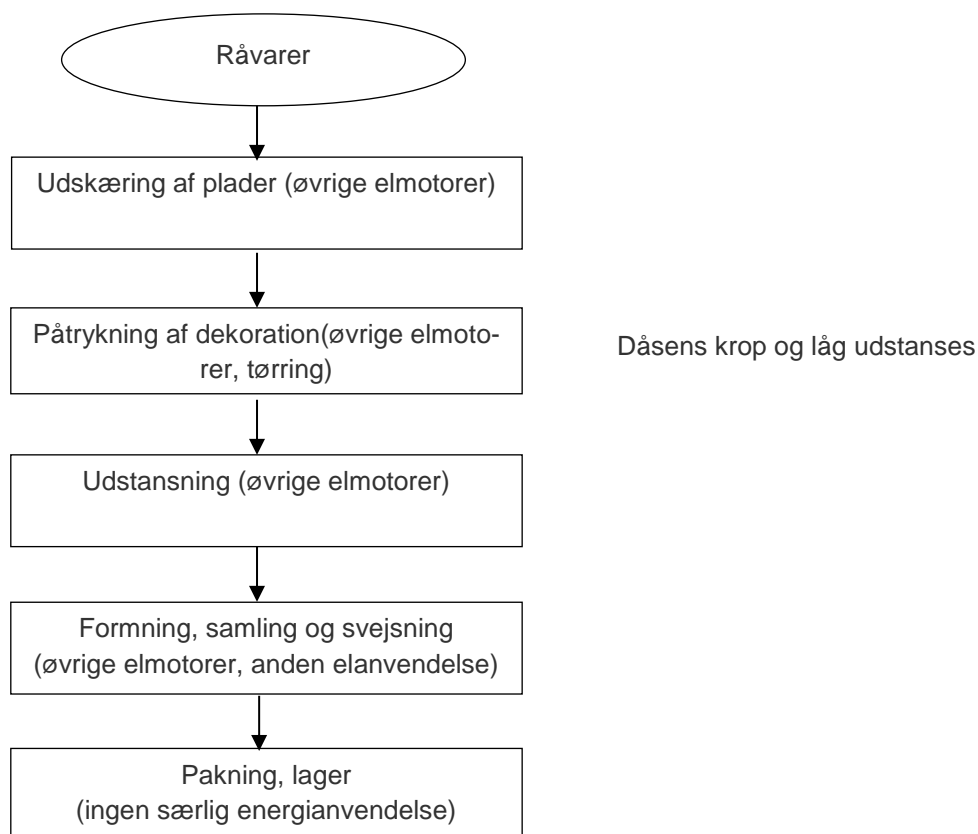 Råvarer
Udskæring af plader (øvrige elmotorer)
Påtrykning af dekoration(øvrige elmoto-
rer, tørring)
Dåsens krop og låg udstanses
Udstansning (øvrige elmotorer)
Formning, samling og svejsning
(øvrige elmotorer, anden elanvendelse)
Pakning, lager
(ingen særlig energianvendelse)